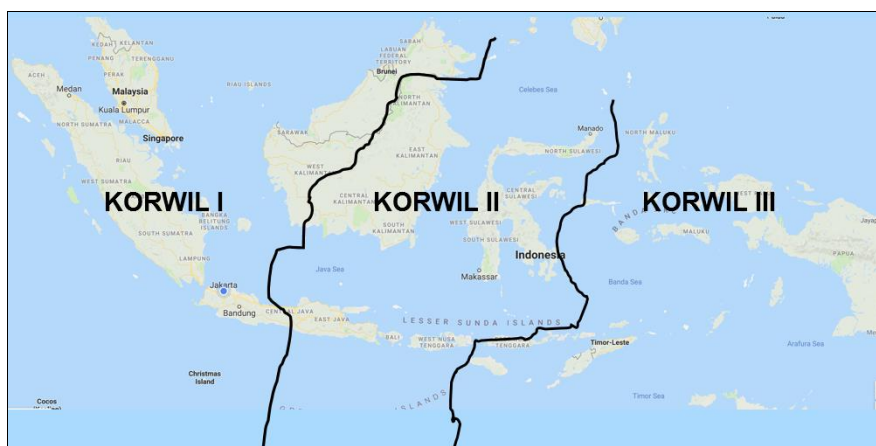 SABAH
LABUAN
FEDERAL
TERRITORY
Brunei
KEDAH
KELANTAN
PENANG
TERENGGANU
PERAK
ACEH
Medan
Malaysia
Kuala Lumpur
MALACCA
NORTH SUMATRA
Singapore
RIAU ISLANDS
SARAWAK
NORTH
KALIMANTAN
EAST
KALIMANTAN
WEST
KALIMANTAN
Celebes Sea
Manado
NORTH SULAWESI
NORTH MALUKU
RIAU
WEST SUMATRA
KORWIL I
KORWIL II
KORWIL III
BANGKA
BELITUNG
ISLANDS
SOUTH SUMATRA
LAMPUNG
CENTRAL
KALIMANTAN
SOUTH
KALIMANTAN
CENTRAL
SULAWESI
WEST SULAWESI
SOUTH
SULAWESI
Indonesia
Makassar
MALUKU
PAPUA
Java Sea
Banda Sea
Jakarta
Bandung
CENTRAL JAVA
EAST JAVA
BALI
WEST NUSA
TENGGARA
TENGGARA
LESSER SUNDA ISLANDS
Timor-Leste
Arafura Sea
Timor Sea
Christmas
Island
Cocos
ISLANDS